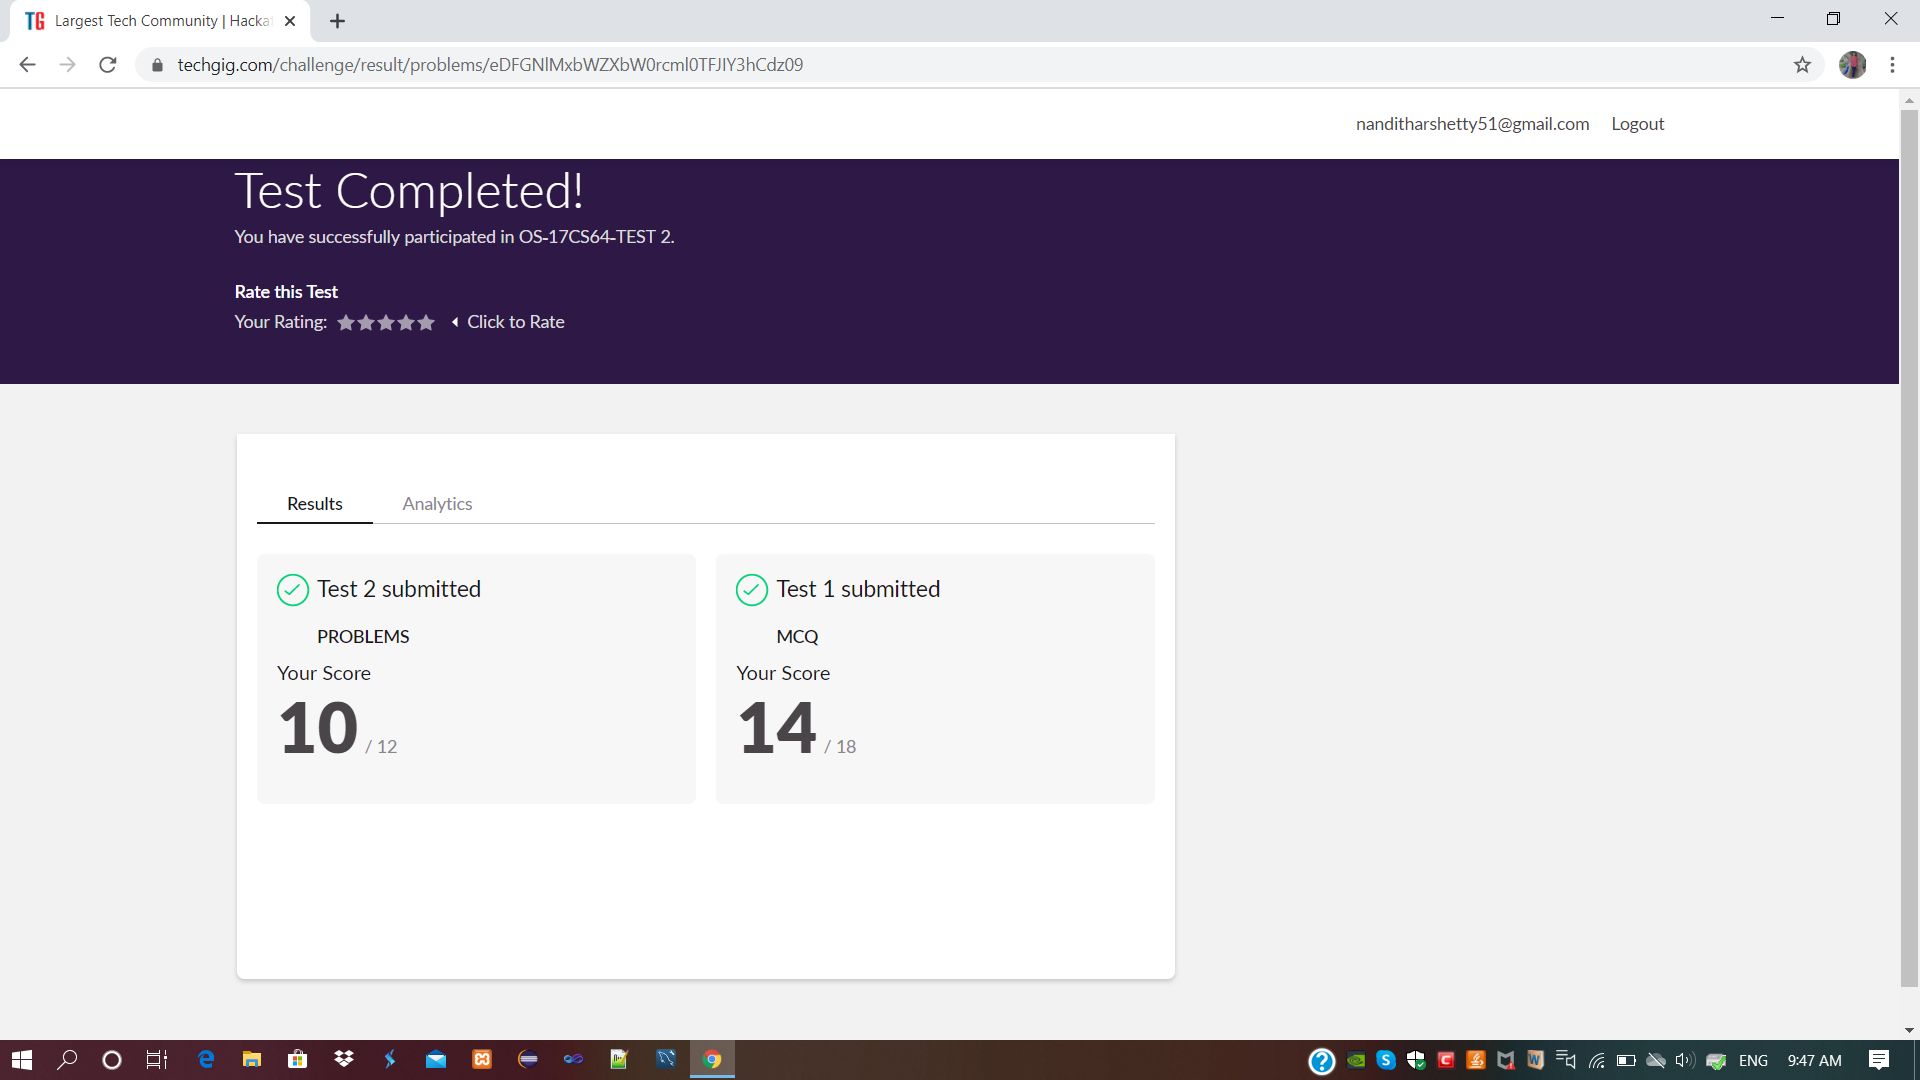 TG Largest Tech Community | Hacka
techgig.com/challenge/result/problems/eDFGNlMxbWZXbW0rcml0TFJIY3hCdz09
nanditharshetty51@gmail.com Logout
Test Completed!
You have successfully participated in OS-17CS64-TEST 2.
Rate this Test
Your Rating: Click to Rate
Results Analytics
Test 2 submitted
PROBLEMS
Your Score
10 / 12
Test 1 submitted
MCQ
Your Score
14 / 18
ENG 9:47 AM